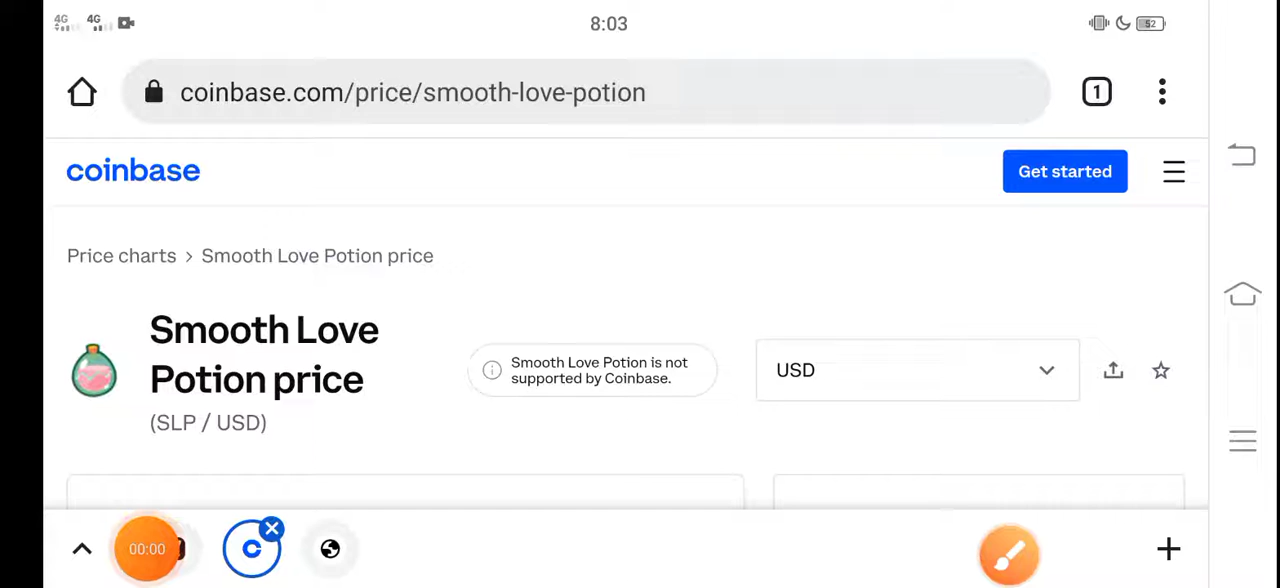 4G 4G 8:03 52
coinbase.com/price/smooth-love-potion 1
coinbase Get started
Price charts > Smooth Love Potion price
Smooth Love
Potion price
(SLP / USD)
Smooth Love Potion is not
supported by Coinbase.
USD
00:00